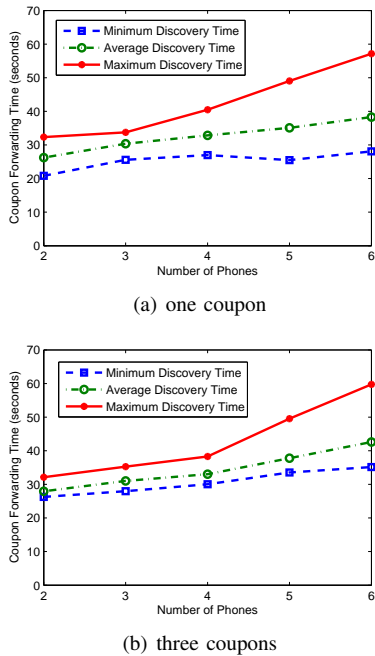 70
60
50
40
30
20
10
0
Coupon Forwarding Time (seconds)
Minimum Discovery Time
Average Discovery Time
Maximum Discovery Time
2 3 4 5 6
Number of Phones
(a) one coupon
70
60
50
40
30
20
10
0
Coupon Forwarding Time (seconds)
Minimum Discovery Time
Average Discovery Time
Maximum Discovery Time
2 3 4 5 6
Number of Phones
(b) three coupons